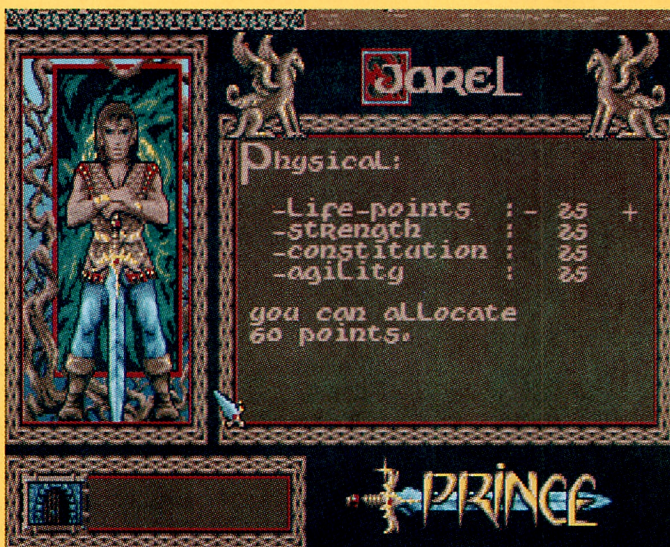 JAREL
Physical:
-Life-points : - 25 +
-strength : 25
-constitution : 25
-agility : 25
you can allocate
60 points.
PRINCE